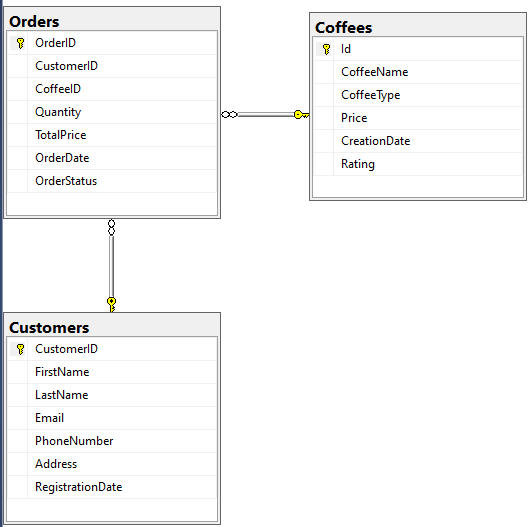 Orders
OrderID
CustomerID
CoffeeID
Quantity
TotalPrice
OrderDate
OrderStatus
Coffees
Id
CoffeeName
CoffeeType
Price
CreationDate
Rating
Customers
CustomerID
FirstName
LastName
Email
PhoneNumber
Address
RegistrationDate